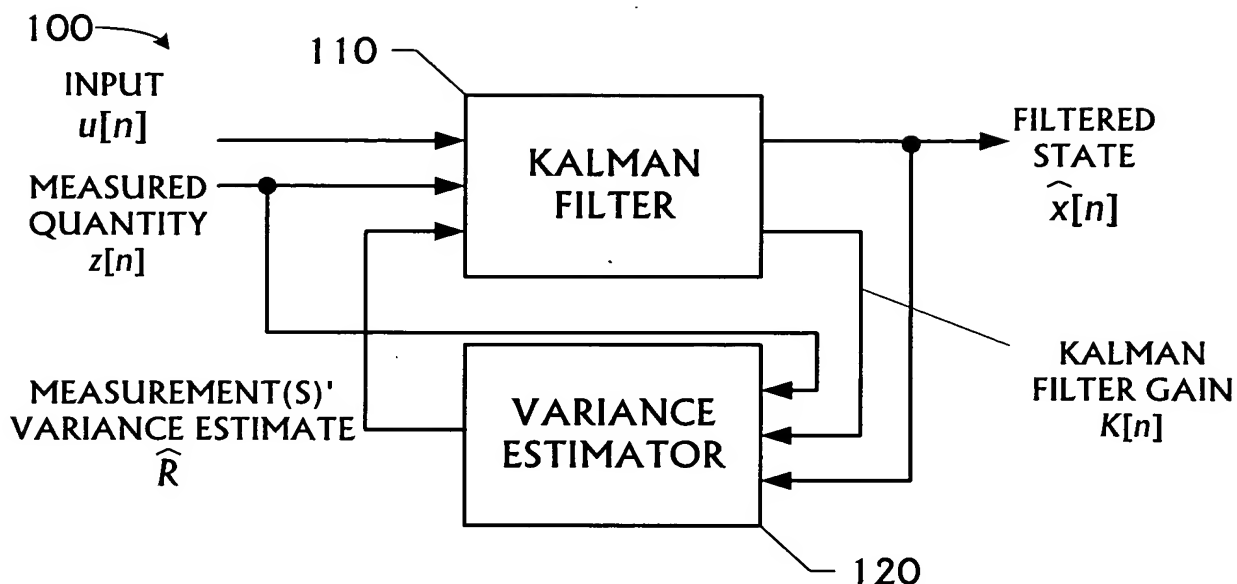 100
INPUT
u[n]
MEASURED
QUANTITY
z[n]
110
KALMAN
FILTER
FILTERED
STATE
x̂[n]
MEASUREMENT(S)'
VARIANCE ESTIMATE
R̂
VARIANCE
ESTIMATOR
KALMAN
FILTER GAIN
K[n]
120